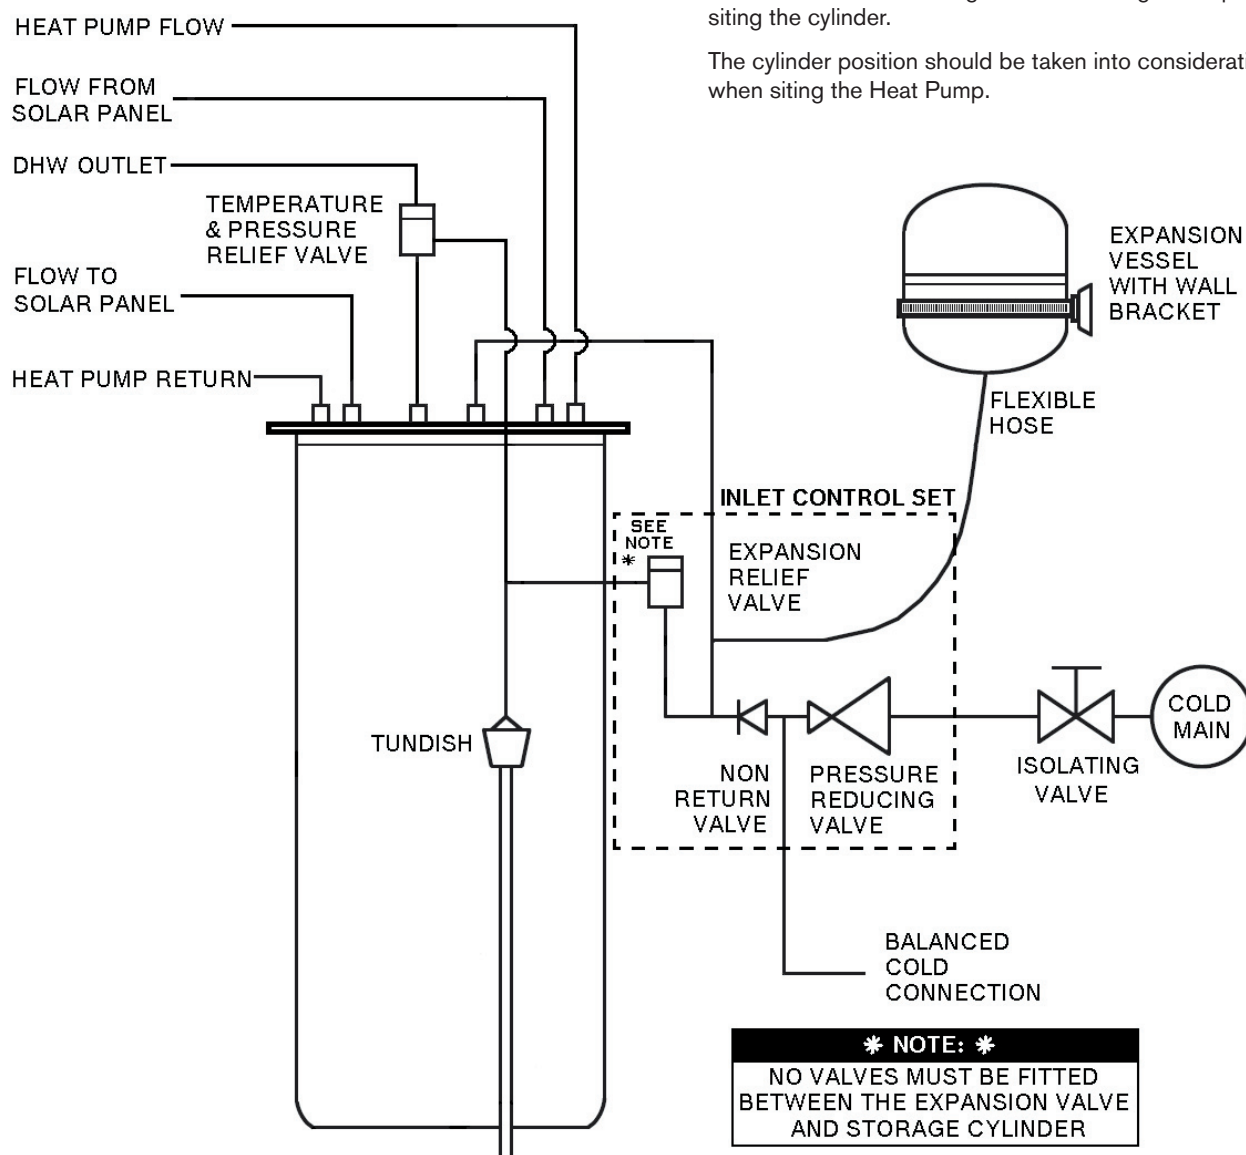 siting the cylinder.
The cylinder position should be taken into
when siting the Heat Pump.
HEAT PUMP FLOW
FLOW FROM
SOLAR PANEL
DHW OUTLET
TEMPERATURE
& PRESSURE
RELIEF VALVE
FLOW TO
SOLAR PANEL
HEAT PUMP RETURN
EXPANSION
VESSEL
WITH WALL
BRACKET
FLEXIBLE
HOSE
INLET CONTROL SET
SEE
NOTE
*
EXPANSION
RELIEF
VALVE
TUNDISH
NON
RETURN
VALVE
PRESSURE
REDUCING
VALVE
ISOLATING
VALVE
COLD
MAIN
BALANCED
COLD
CONNECTION
* NOTE: *
NO VALVES MUST BE FITTED
BETWEEN THE EXPANSION VALVE
AND STORAGE CYLINDER